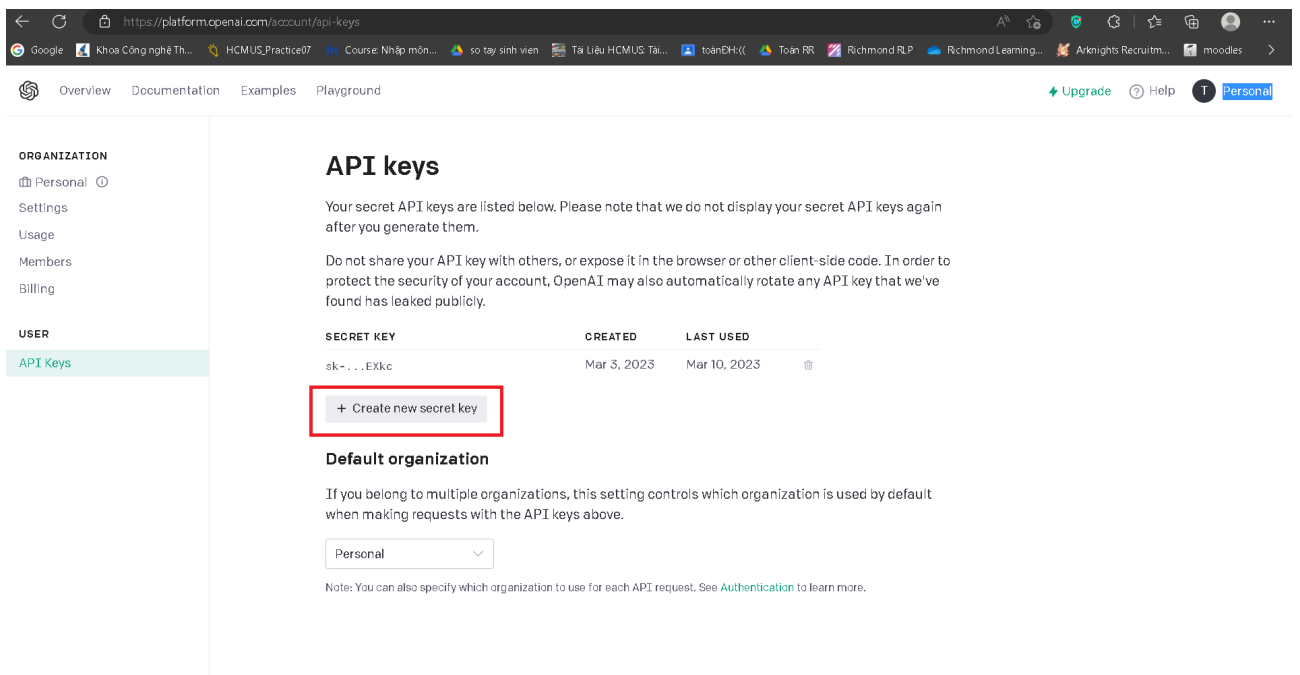 https://platform.openai.com/account/api-keys
Google Khoa Công nghệ Th... HCMUS_Practice07 Course: Nhập môn... so tay sinh vien Tài Liệu HCMUS: Tài... toánĐH:(( Toán RR Richmond RLP Richmond Learning... Arknights Recruitm... moodles
Overview Documentation Examples Playground Upgrade Help T Personal
ORGANIZATION
Personal
Settings
Usage
Members
Billing
USER
API Keys
API keys
Your secret API keys are listed below. Please note that we do not display your secret API keys again
after you generate them.
Do not share your API key with others, or expose it in the browser or other client-side code. In order to
protect the security of your account, OpenAI may also automatically rotate any API key that we've
found has leaked publicly.
SECRET KEY CREATED LAST USED
sk-...EXkc Mar 3, 2023 Mar 10, 2023
+ Create new secret key
Default organization
If you belong to multiple organizations, this setting controls which organization is used by default
when making requests with the API keys above.
Personal
Note: You can also specify which organization to use for each API request. See Authentication to learn more.